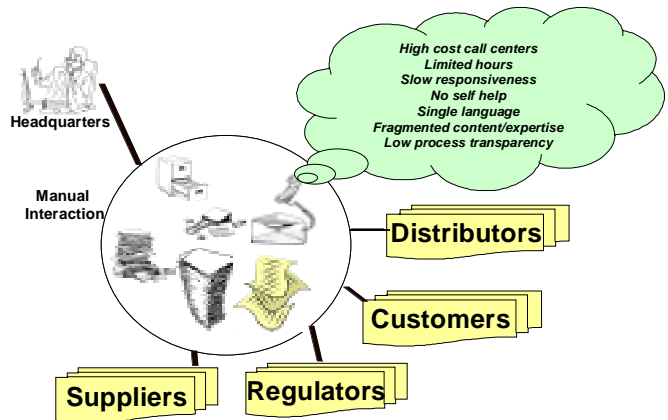 High cost call centers
Limited hours
Slow responsiveness
No self help
Single language
Fragmented content/expertise
Low process transparency
Headquarters
Manual
Interaction
Distributors
Customers
Suppliers
Regulators